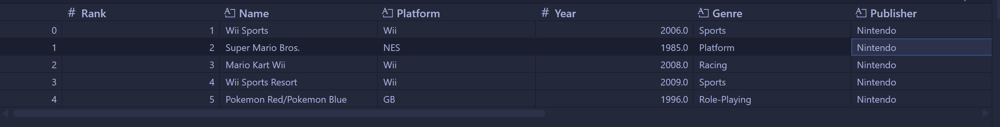 # Rank Name Platform # Year Genre Publisher
0 1 Wii Sports Wii 2006.0 Sports Nintendo
1 2 Super Mario Bros. NES 1985.0 Platform Nintendo
2 3 Mario Kart Wii Wii 2008.0 Racing Nintendo
3 4 Wii Sports Resort Wii 2009.0 Sports Nintendo
4 5 Pokemon Red/Pokemon Blue GB 1996.0 Role-Playing Nintendo